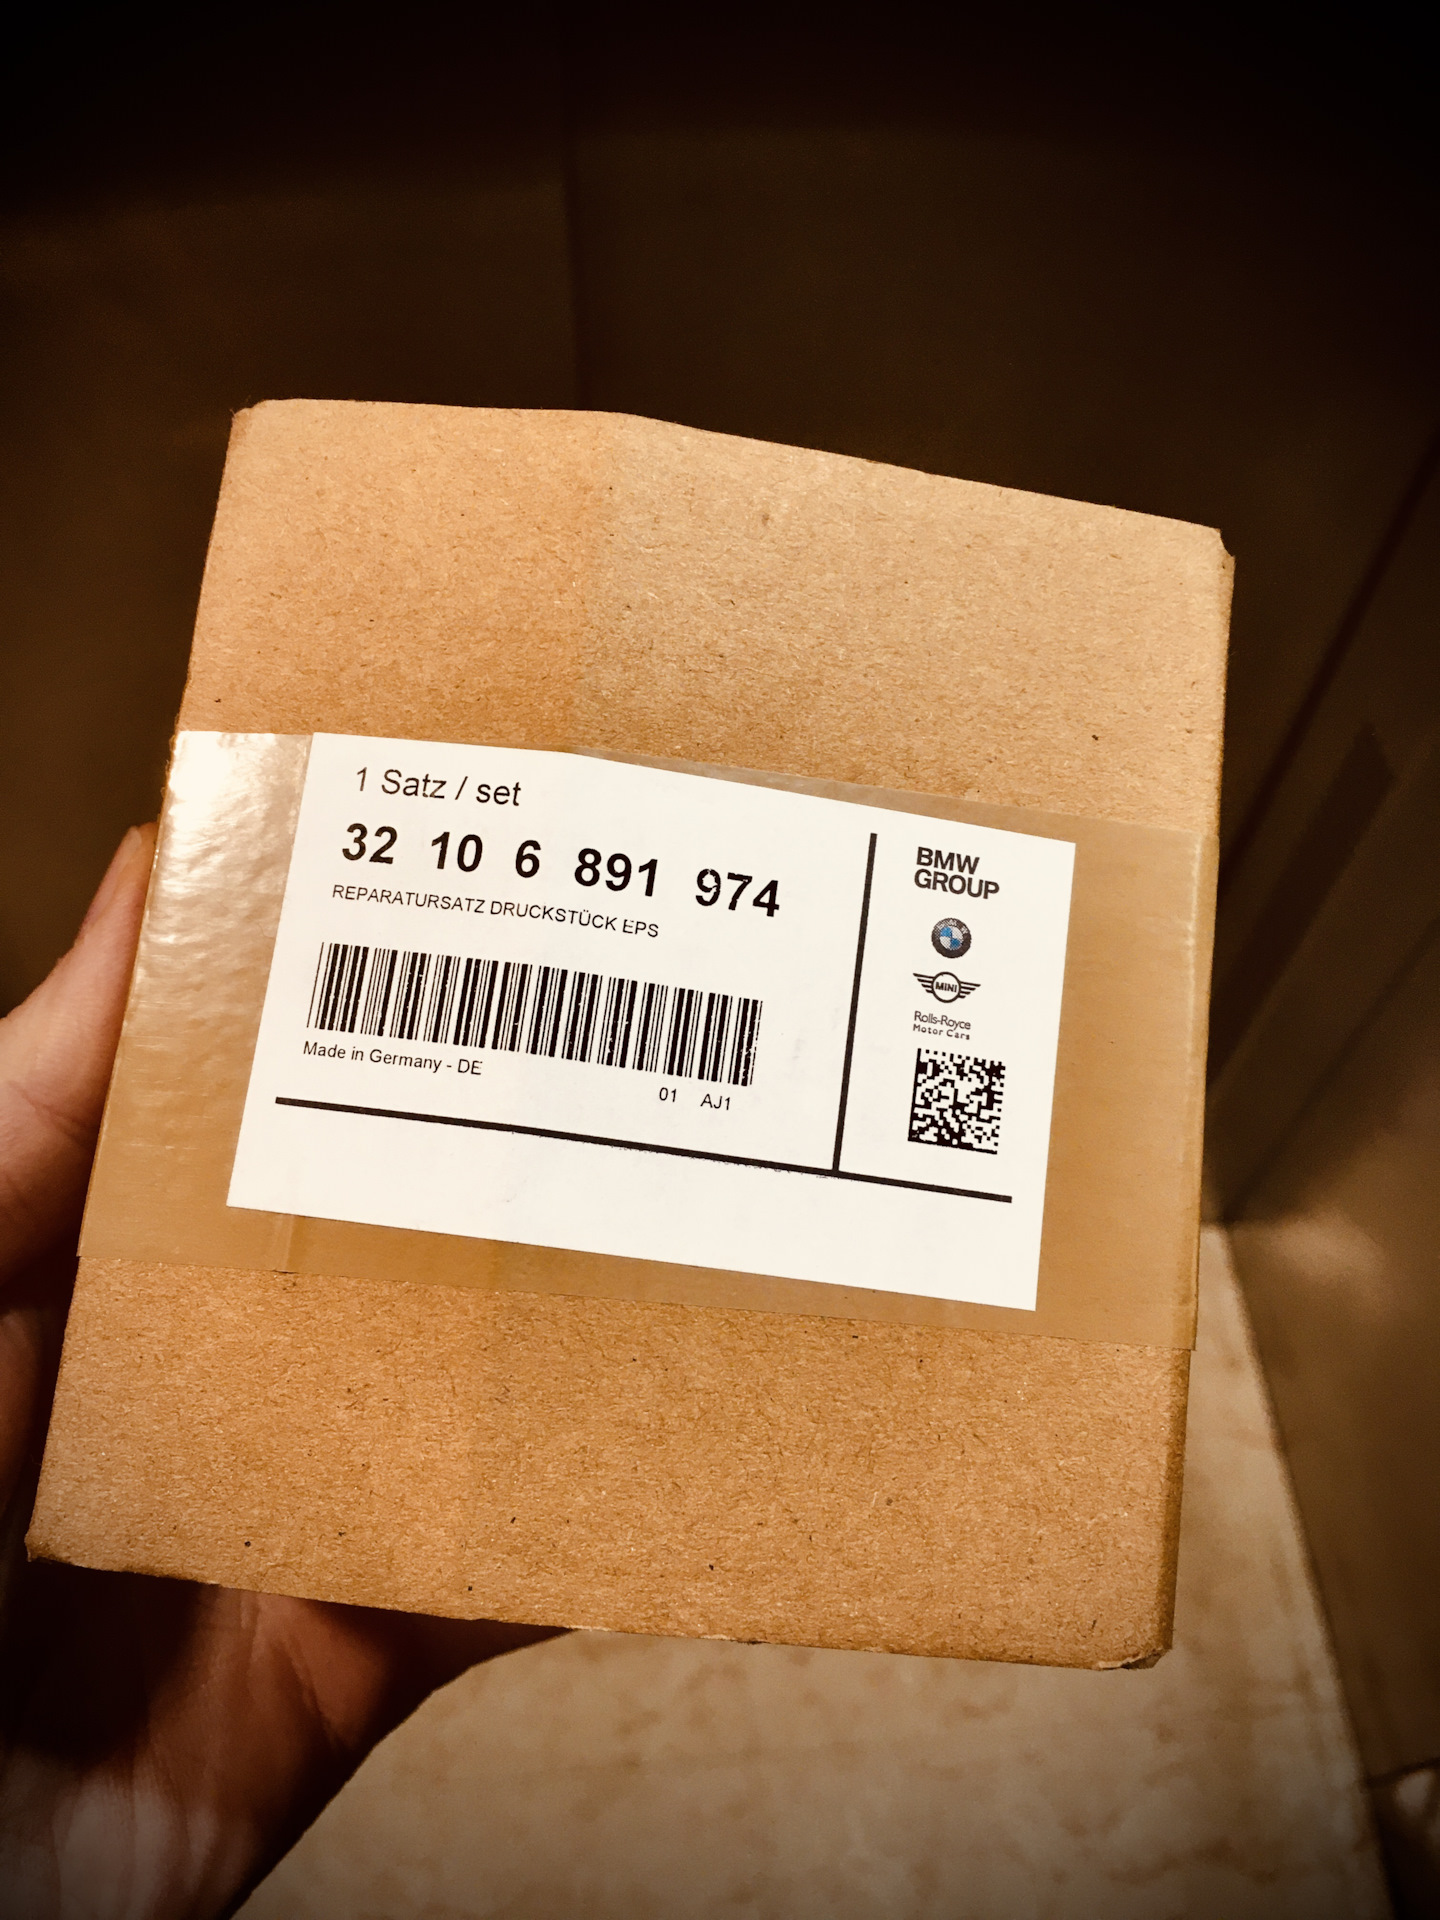 1 Satz / set
32 10 6 891 974
REPARATURSATZ DRUCKSTÜCK EPS
Made in Germany - DE
01 AJ1
BMW
GROUP
MINI
Rolls-Royce
Motor Cars